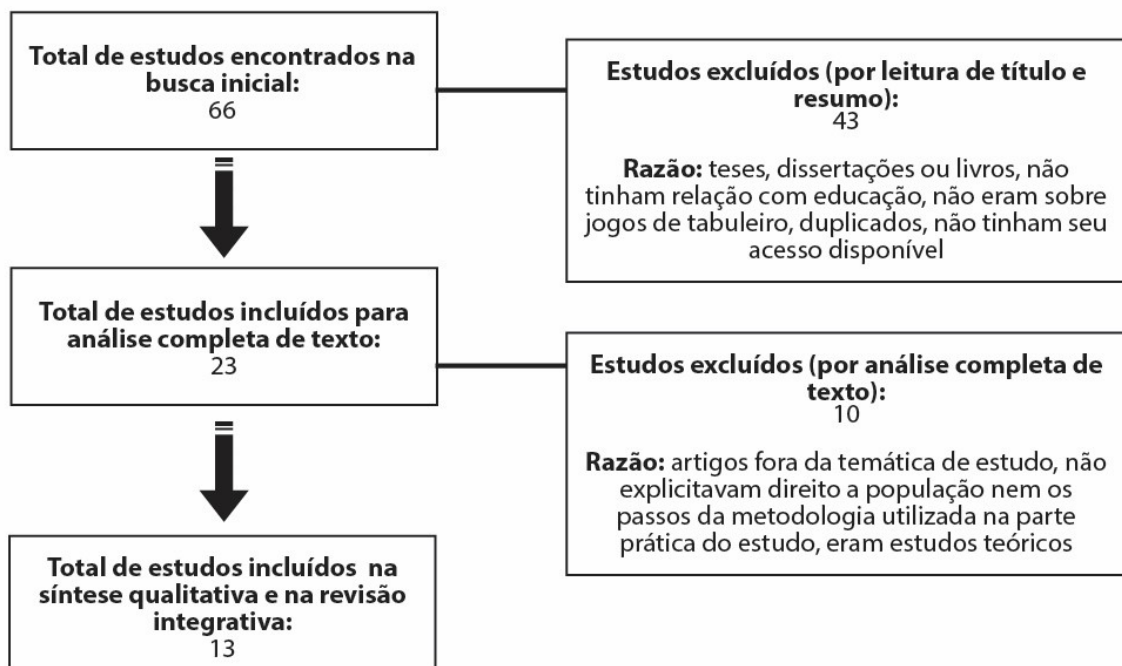 Total de estudos encontrados na
busca inicial:
66
Estudos excluídos (por leitura de título e
resumo):
43
Razão: teses, dissertações ou livros, não
tinham relação com educação, não eram sobre
jogos de tabuleiro, duplicados, não tinham seu
acesso disponível
Total de estudos incluídos para
análise completa de texto:
23
Estudos excluídos (por análise completa de
texto):
10
Razão: artigos fora da temática de estudo, não
explicitavam direito a população nem os
passos da metodologia utilizada na parte
prática do estudo, eram estudos teóricos
Total de estudos incluídos na
síntese qualitativa e na revisão
integrativa:
13